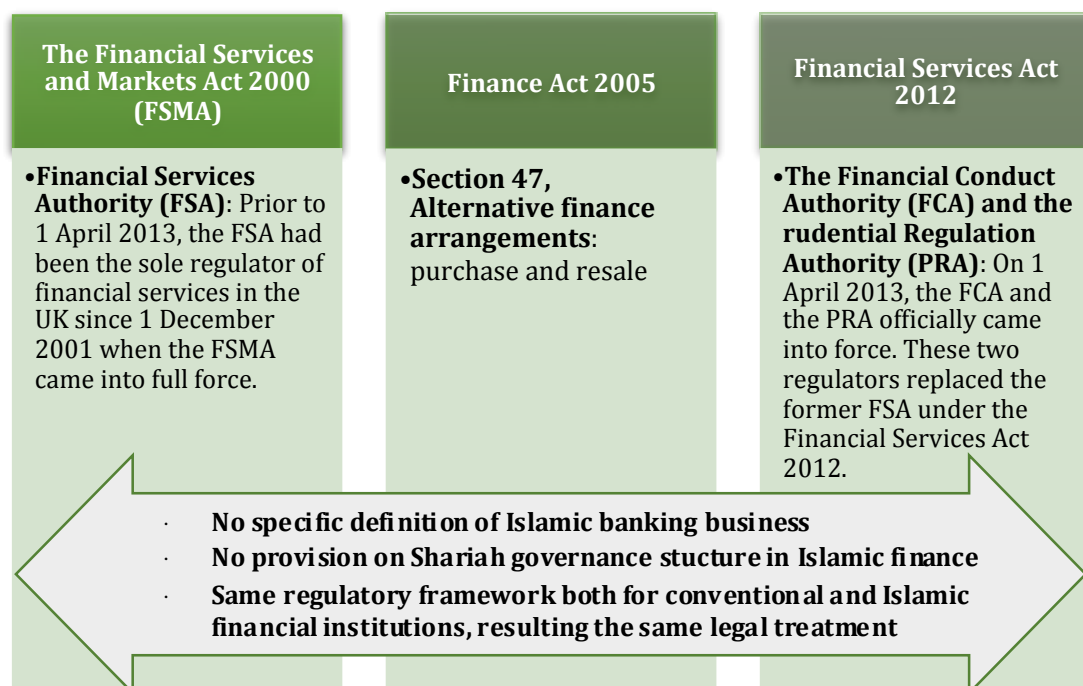 The Financial Services
and Markets Act 2000
(FSMA)
•Financial Services
Authority (FSA): Prior to
1 April 2013, the FSA had
been the sole regulator of
financial services in the
UK since 1 December
2001 when the FSMA
came into full force.
Finance Act 2005
•Section 47,
Alternative finance
arrangements:
purchase and resale
Financial Services Act
2012
•The Financial Conduct
Authority (FCA) and the
rudential Regulation
Authority (PRA): On 1
April 2013, the FCA and
the PRA officially came
into force. These two
regulators replaced the
former FSA under the
Financial Services Act
2012.
· No specific definition of Islamic banking business
· No provision on Shariah governance stucture in Islamic finance
· Same regulatory framework both for conventional and Islamic
financial institutions, resulting the same legal treatment